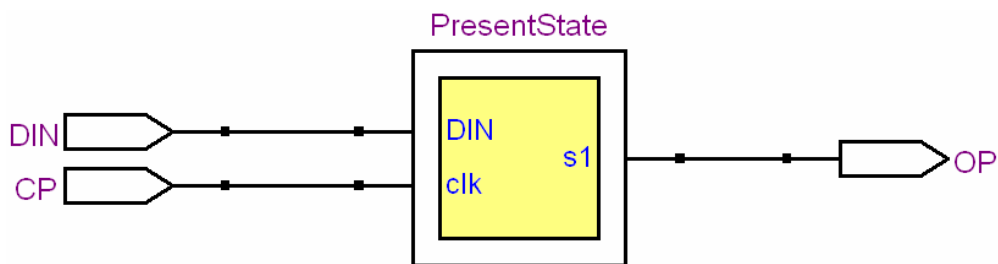 PresentState
DIN
DIN
s1
CP
clk
OP